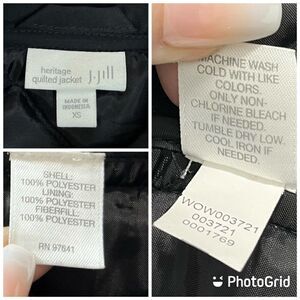 heritage
quilted jacket
j.jill
MADE IN
INDONESIA
XS
MACHINE WASH
COLD WITH LIKE
COLORS.
ONLY NON-
CHLORINE BLEACH
IF NEEDED.
TUMBLE DRY LOW.
COOL IRON IF
NEEDED.
SHELL:
100% POLYESTER
LINING:
100% POLYESTER
FIBERFILL:
100% POLYESTER
RN 97841
WOW003721
003721
0001769
PhotoGrid